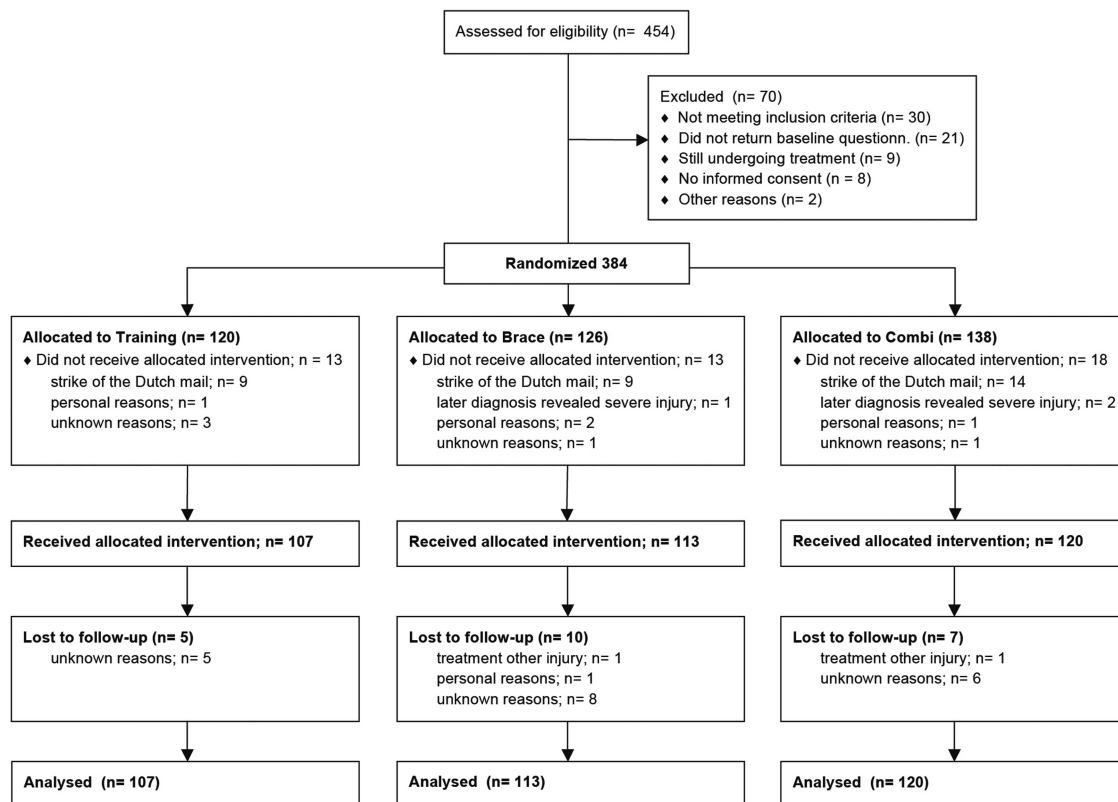 Assessed for eligibility (n= 454)
Excluded (n= 70)
♦ Not meeting inclusion criteria (n= 30)
♦ Did not return baseline questionn. (n= 21)
♦ Still undergoing treatment (n= 9)
♦ No informed consent (n = 8)
♦ Other reasons (n= 2)
Randomized 384
Allocated to Training (n= 120)
♦ Did not receive allocated intervention; n = 13
strike of the Dutch mail; n= 9
personal reasons; n= 1
unknown reasons; n= 3
Allocated to Brace (n= 126)
♦ Did not receive allocated intervention; n= 13
strike of the Dutch mail; n= 9
later diagnosis revealed severe injury; n= 1
personal reasons; n= 2
unknown reasons; n= 1
Allocated to Combi (n= 138)
♦ Did not receive allocated intervention; n= 18
strike of the Dutch mail; n= 14
later diagnosis revealed severe injury; n= 2
personal reasons; n= 1
unknown reasons; n= 1
Received allocated intervention; n= 107
Received allocated intervention; n= 113
Received allocated intervention; n= 120
Lost to follow-up (n= 5)
unknown reasons; n= 5
Lost to follow-up (n= 10)
treatment other injury; n= 1
personal reasons; n= 1
unknown reasons; n= 8
Lost to follow-up (n= 7)
treatment other injury; n= 1
unknown reasons; n= 6
Analysed (n= 107)
Analysed (n= 113)
Analysed (n= 120)